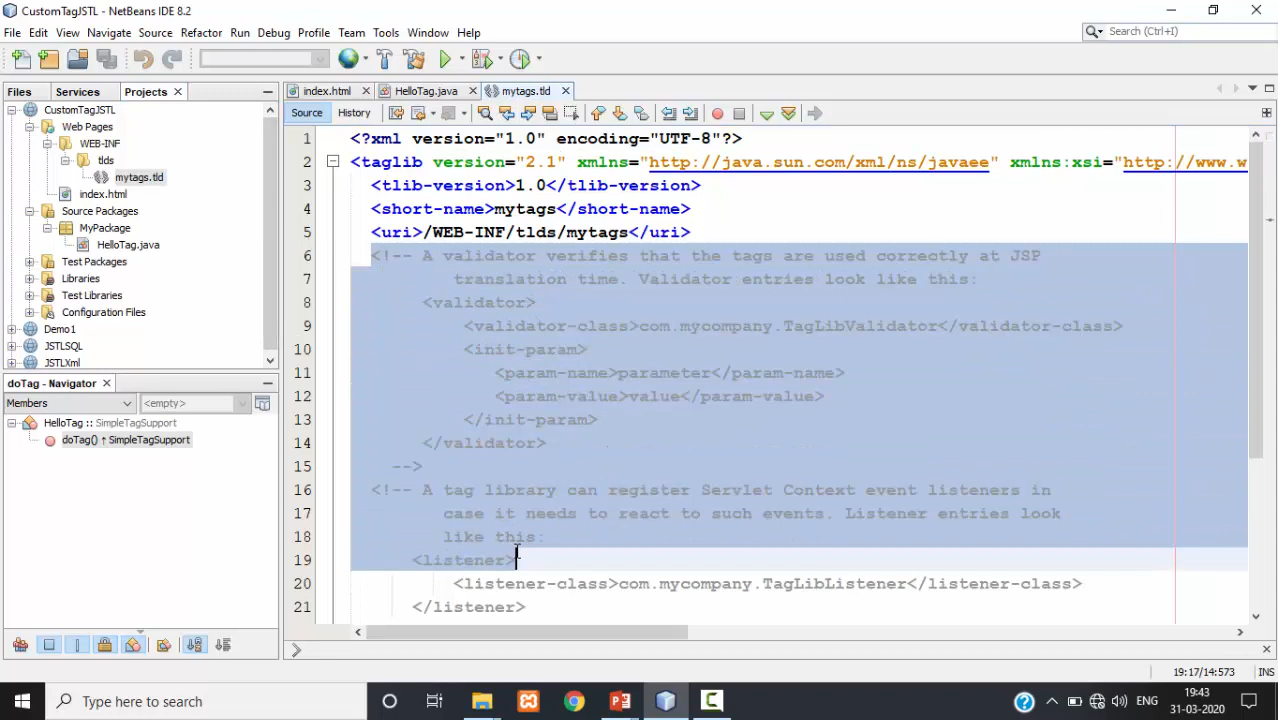 CustomTagJSTL - NetBeans IDE 8.2
File Edit View Navigate Source Refactor Run Debug Profile Team Tools Window Help
Search (Ctrl+I)
Files Services Projects
index.html HelloTag.java mytags.tld
Source History
CustomTagJSTL
Web Pages
WEB-INF
tlds
mytags.tld
index.html
Source Packages
MyPackage
HelloTag.java
Test Packages
Libraries
Test Libraries
Configuration Files
Demo1
JSTLSQL
JSTLXml
doTag - Navigator
Members <empty>
HelloTag :: SimpleTagSupport
doTag() ↑ SimpleTagSupport
1 <?xml version="1.0" encoding="UTF-8"?>
2 <taglib version="2.1" xmlns="http://java.sun.com/xml/ns/javaee" xmlns:xsi="http://www.w
3 <tlib-version>1.0</tlib-version>
4 <short-name>mytags</short-name>
5 <uri>/WEB-INF/tlds/mytags</uri>
6 <!-- A validator verifies that the tags are used correctly at JSP
7 translation time. Validator entries look like this:
8 <validator>
9 <validator-class>com.mycompany.TagLibValidator</validator-class>
10 <init-param>
11 <param-name>parameter</param-name>
12 <param-value>value</param-value>
13 </init-param>
14 </validator>
15 -->
16 <!-- A tag library can register Servlet Context event listeners in
17 case it needs to react to such events. Listener entries look
18 like this:
19 <listener>
20 <listener-class>com.mycompany.TagLibListener</listener-class>
21 </listener>
19:17/14:573 INS
Type here to search
ENG
19:43
31-03-2020